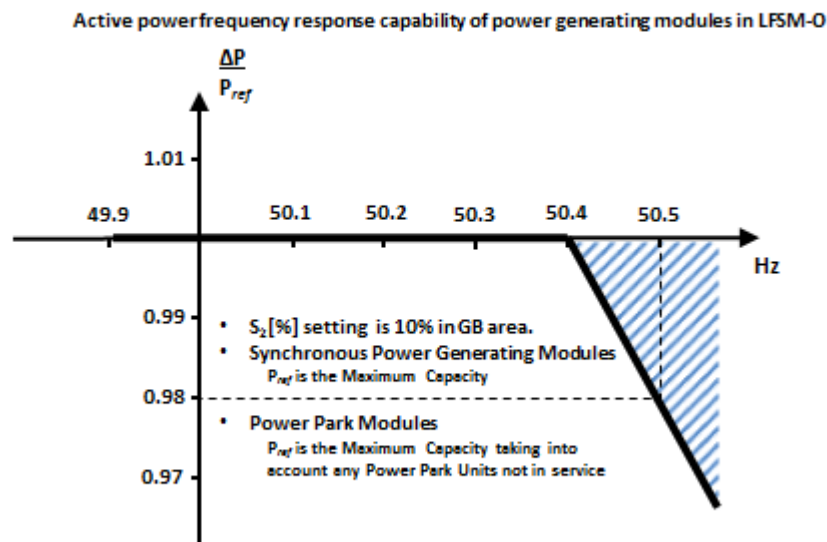 Active power frequency response capability of power generating modules in LFSM-O
ΔP
Pref
1.01
49.9 50.1 50.2 50.3 50.4 50.5
Hz
0.99
• S2[%] setting is 10% in GB area.
• Synchronous Power Generating Modules
Pref is the Maximum Capacity
0.98
• Power Park Modules
Pref is the Maximum Capacity taking into
account any Power Park Units not in service
0.97